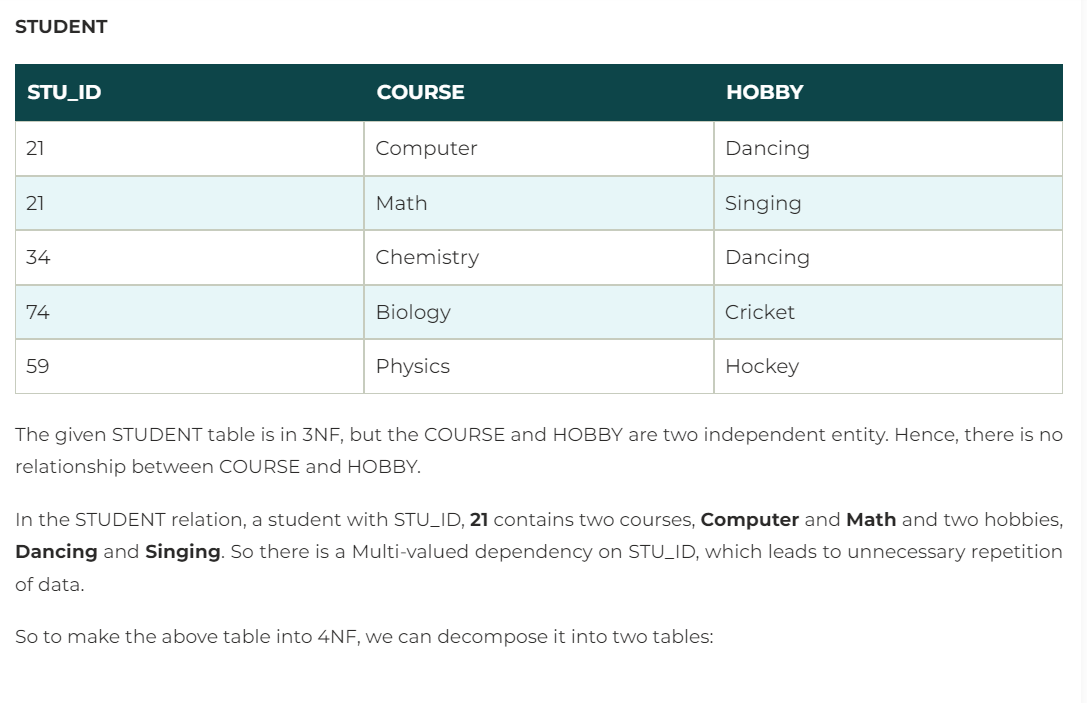 STUDENT
STU_ID COURSE HOBBY
21 Computer Dancing
21 Math Singing
34 Chemistry Dancing
74 Biology Cricket
59 Physics Hockey
The given STUDENT table is in 3NF, but the COURSE and HOBBY are two independent entity. Hence, there is no
relationship between COURSE and HOBBY.
In the STUDENT relation, a student with STU_ID, 21 contains two courses, Computer and Math and two hobbies,
Dancing and Singing. So there is a Multi-valued dependency on STU_ID, which leads to unnecessary repetition
of data.
So to make the above table into 4NF, we can decompose it into two tables: